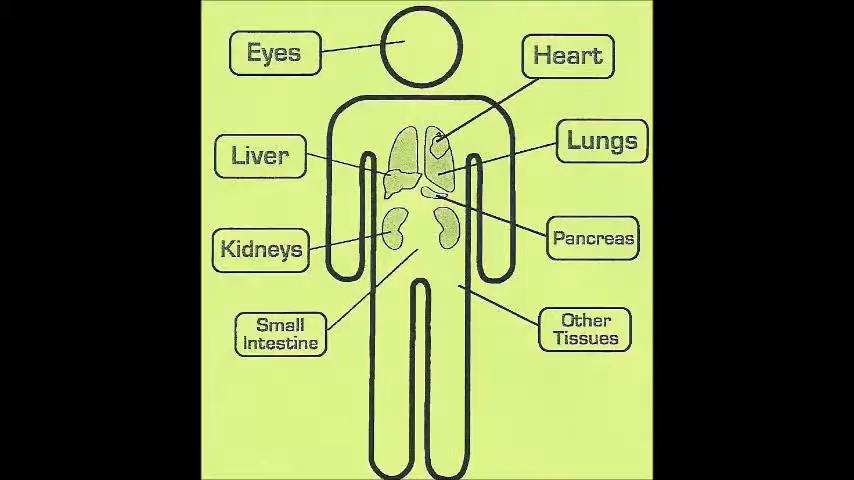 Eyes
Heart
Liver
Lungs
Kidneys
Pancreas
Small
Intestine
Other
Tissues